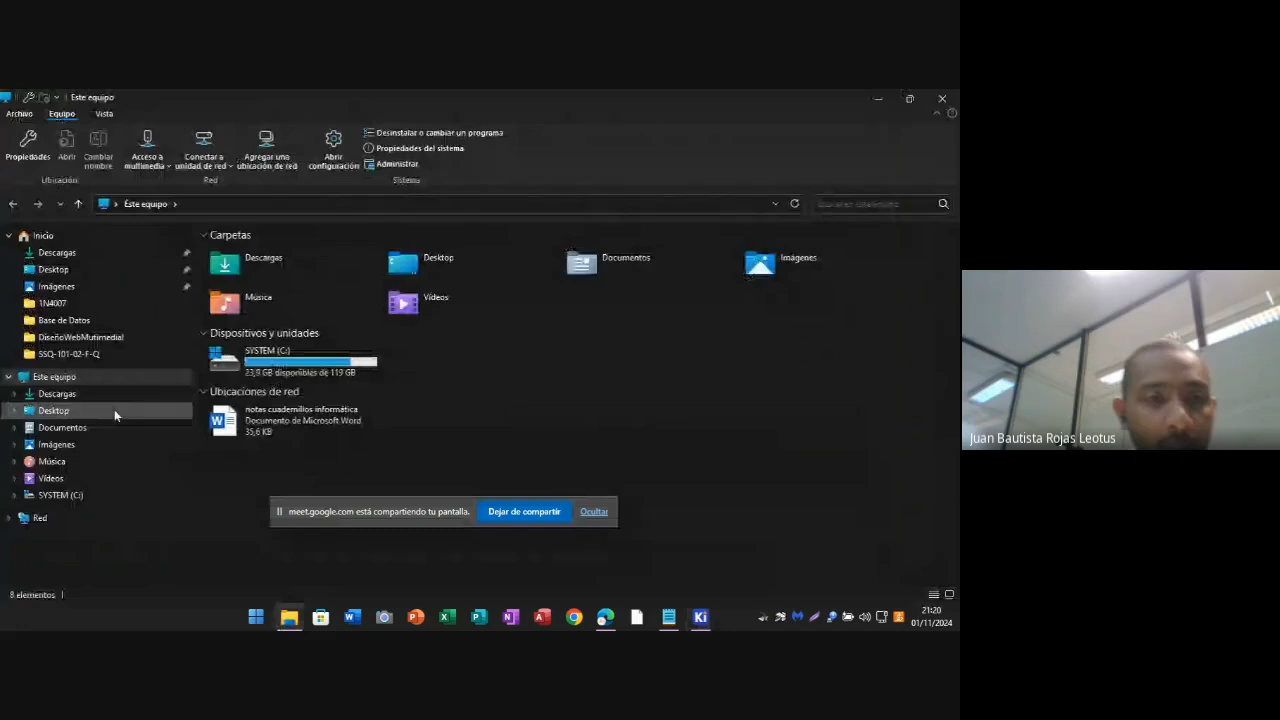 Este equipo
Archivo Equipo Vista
Propiedades
Abrir
Cambiar nombre
Acceso a multimedia
Conectar a unidad de red
Agregar una ubicación de red
Abrir configuración
Desinstalar o cambiar un programa
Propiedades del sistema
Administrar
Ubicación
Red
Sistema
Este equipo
Inicio
Descargas
Desktop
Imágenes
1N4007
Base de Datos
DiseñoWebMutimedial
SSQ-101-02-F-Q
Este equipo
Descargas
Desktop
Documentos
Imágenes
Música
Vídeos
SYSTEM (C:)
Red
Carpetas
Descargas
Desktop
Documentos
Imágenes
Música
Vídeos
Dispositivos y unidades
SYSTEM (C:)
23,9 GB disponibles de 119 GB
Ubicaciones de red
notas cuadernillos informática
Documento de Microsoft Word
35,6 KB
meet.google.com está compartiendo tu pantalla.
Dejar de compartir
Ocultar
8 elementos
Ki
21:20
01/11/2024
Juan Bautista Rojas Leotus